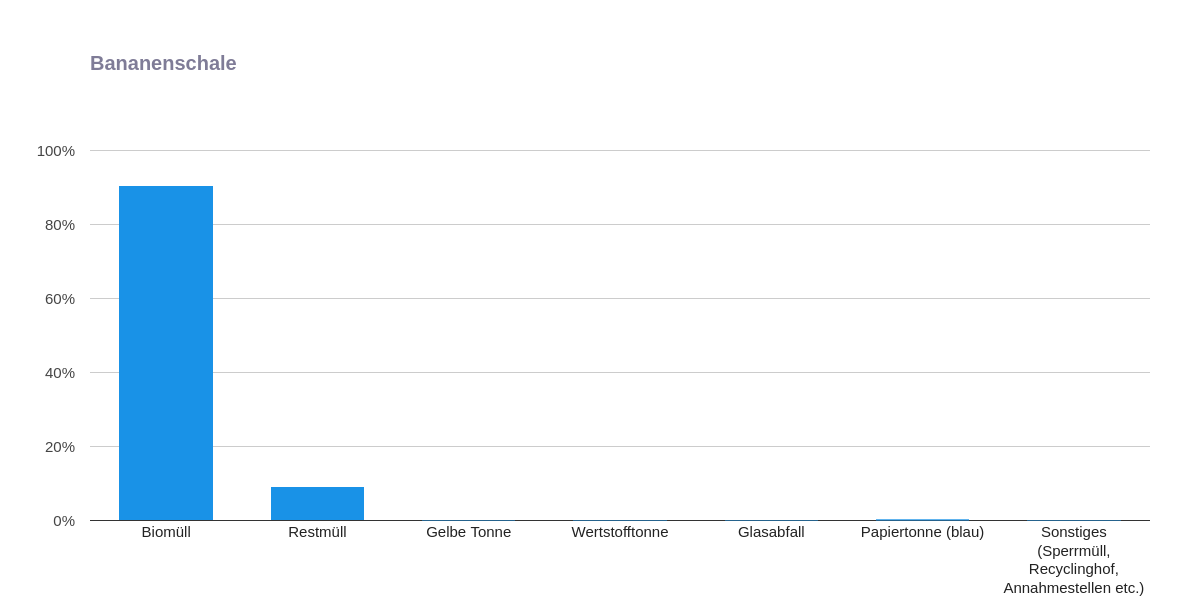 Bananenschale
100%
80%
60%
40%
20%
0%
Biomüll
Restmüll
Gelbe Tonne
Wertstofftonne
Glasabfall
Papiertonne (blau)
Sonstiges
(Sperrmüll,
Recyclinghof,
Annahmestellen etc.)